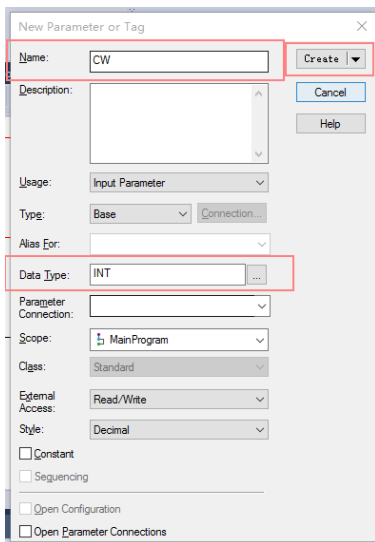 New Parameter or Tag
Name: CW Create
Description: Cancel
Help
Usage: Input Parameter
Type: Base Connection...
Alias For:
Data Type: INT ...
Parameter
Connection:
Scope: MainProgram
Class: Standard
External
Access: Read/Write
Style: Decimal
Constant
Sequencing
Open Configuration
Open Parameter Connections